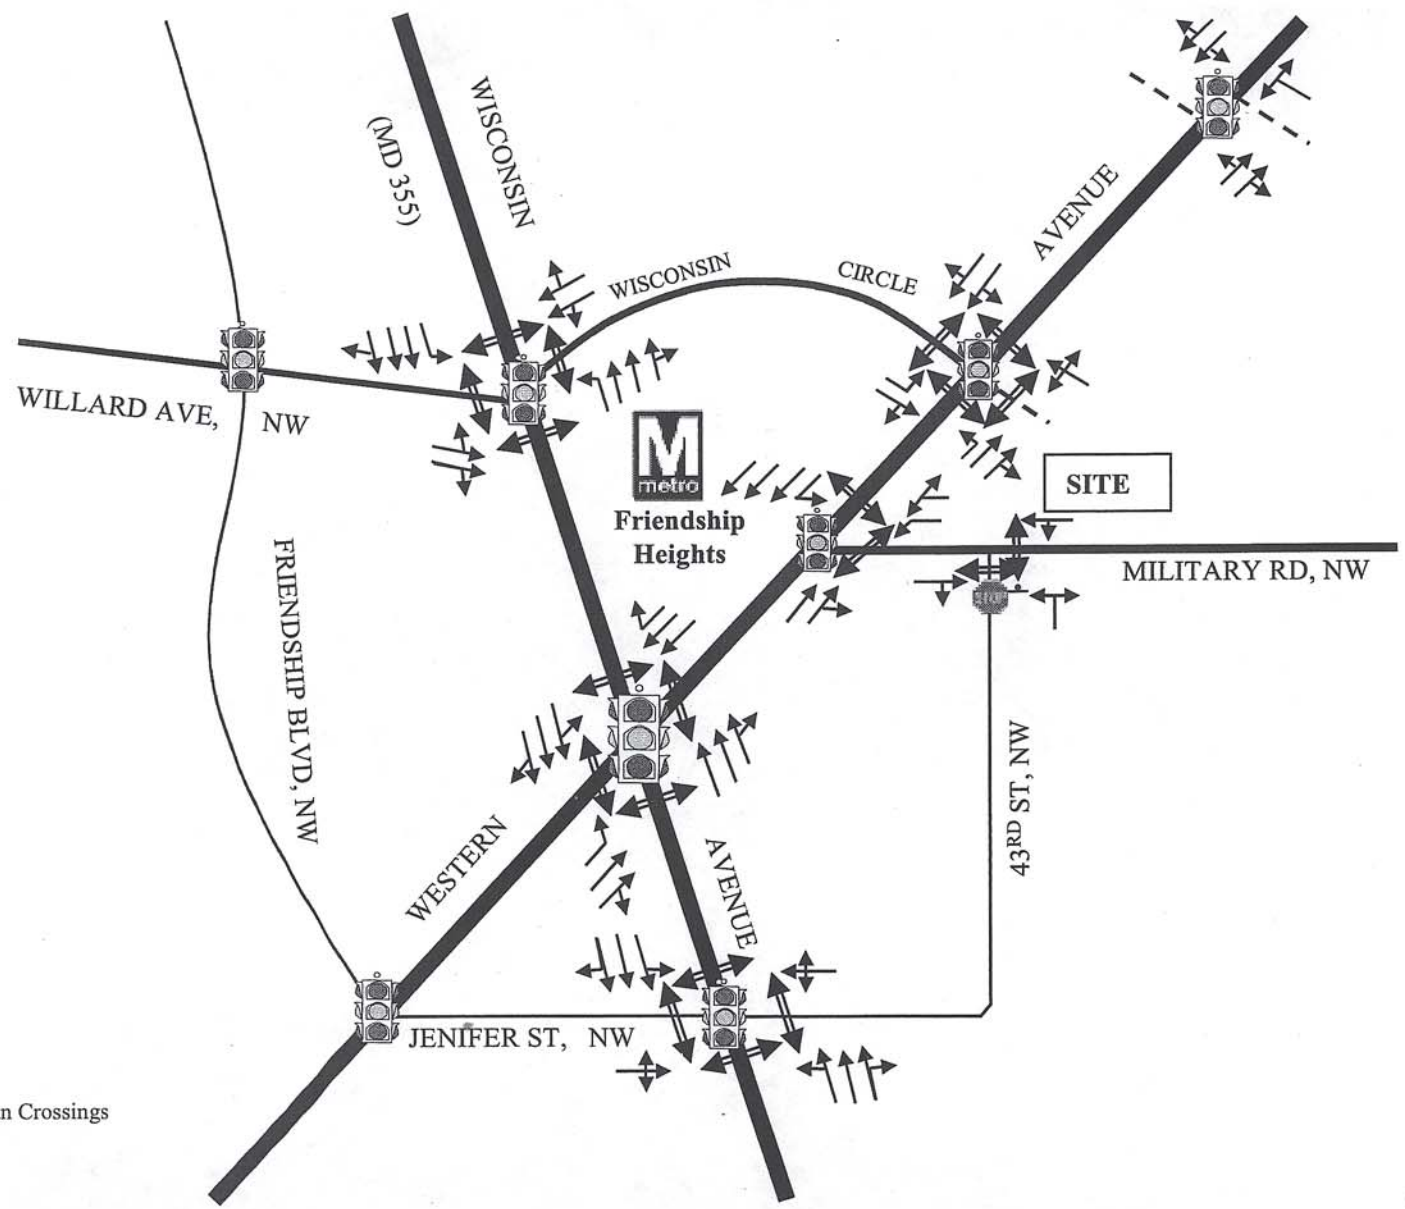 WISCONSIN
(MD 355)
AVENUE
WISCONSIN
CIRCLE
WILLARD AVE, NW
M
metro
Friendship
Heights
SITE
MILITARY RD, NW
STOP
FRIENDSHIP BLVD, NW
43RD ST, NW
WESTERN
AVENUE
JENIFER ST, NW
n Crossings